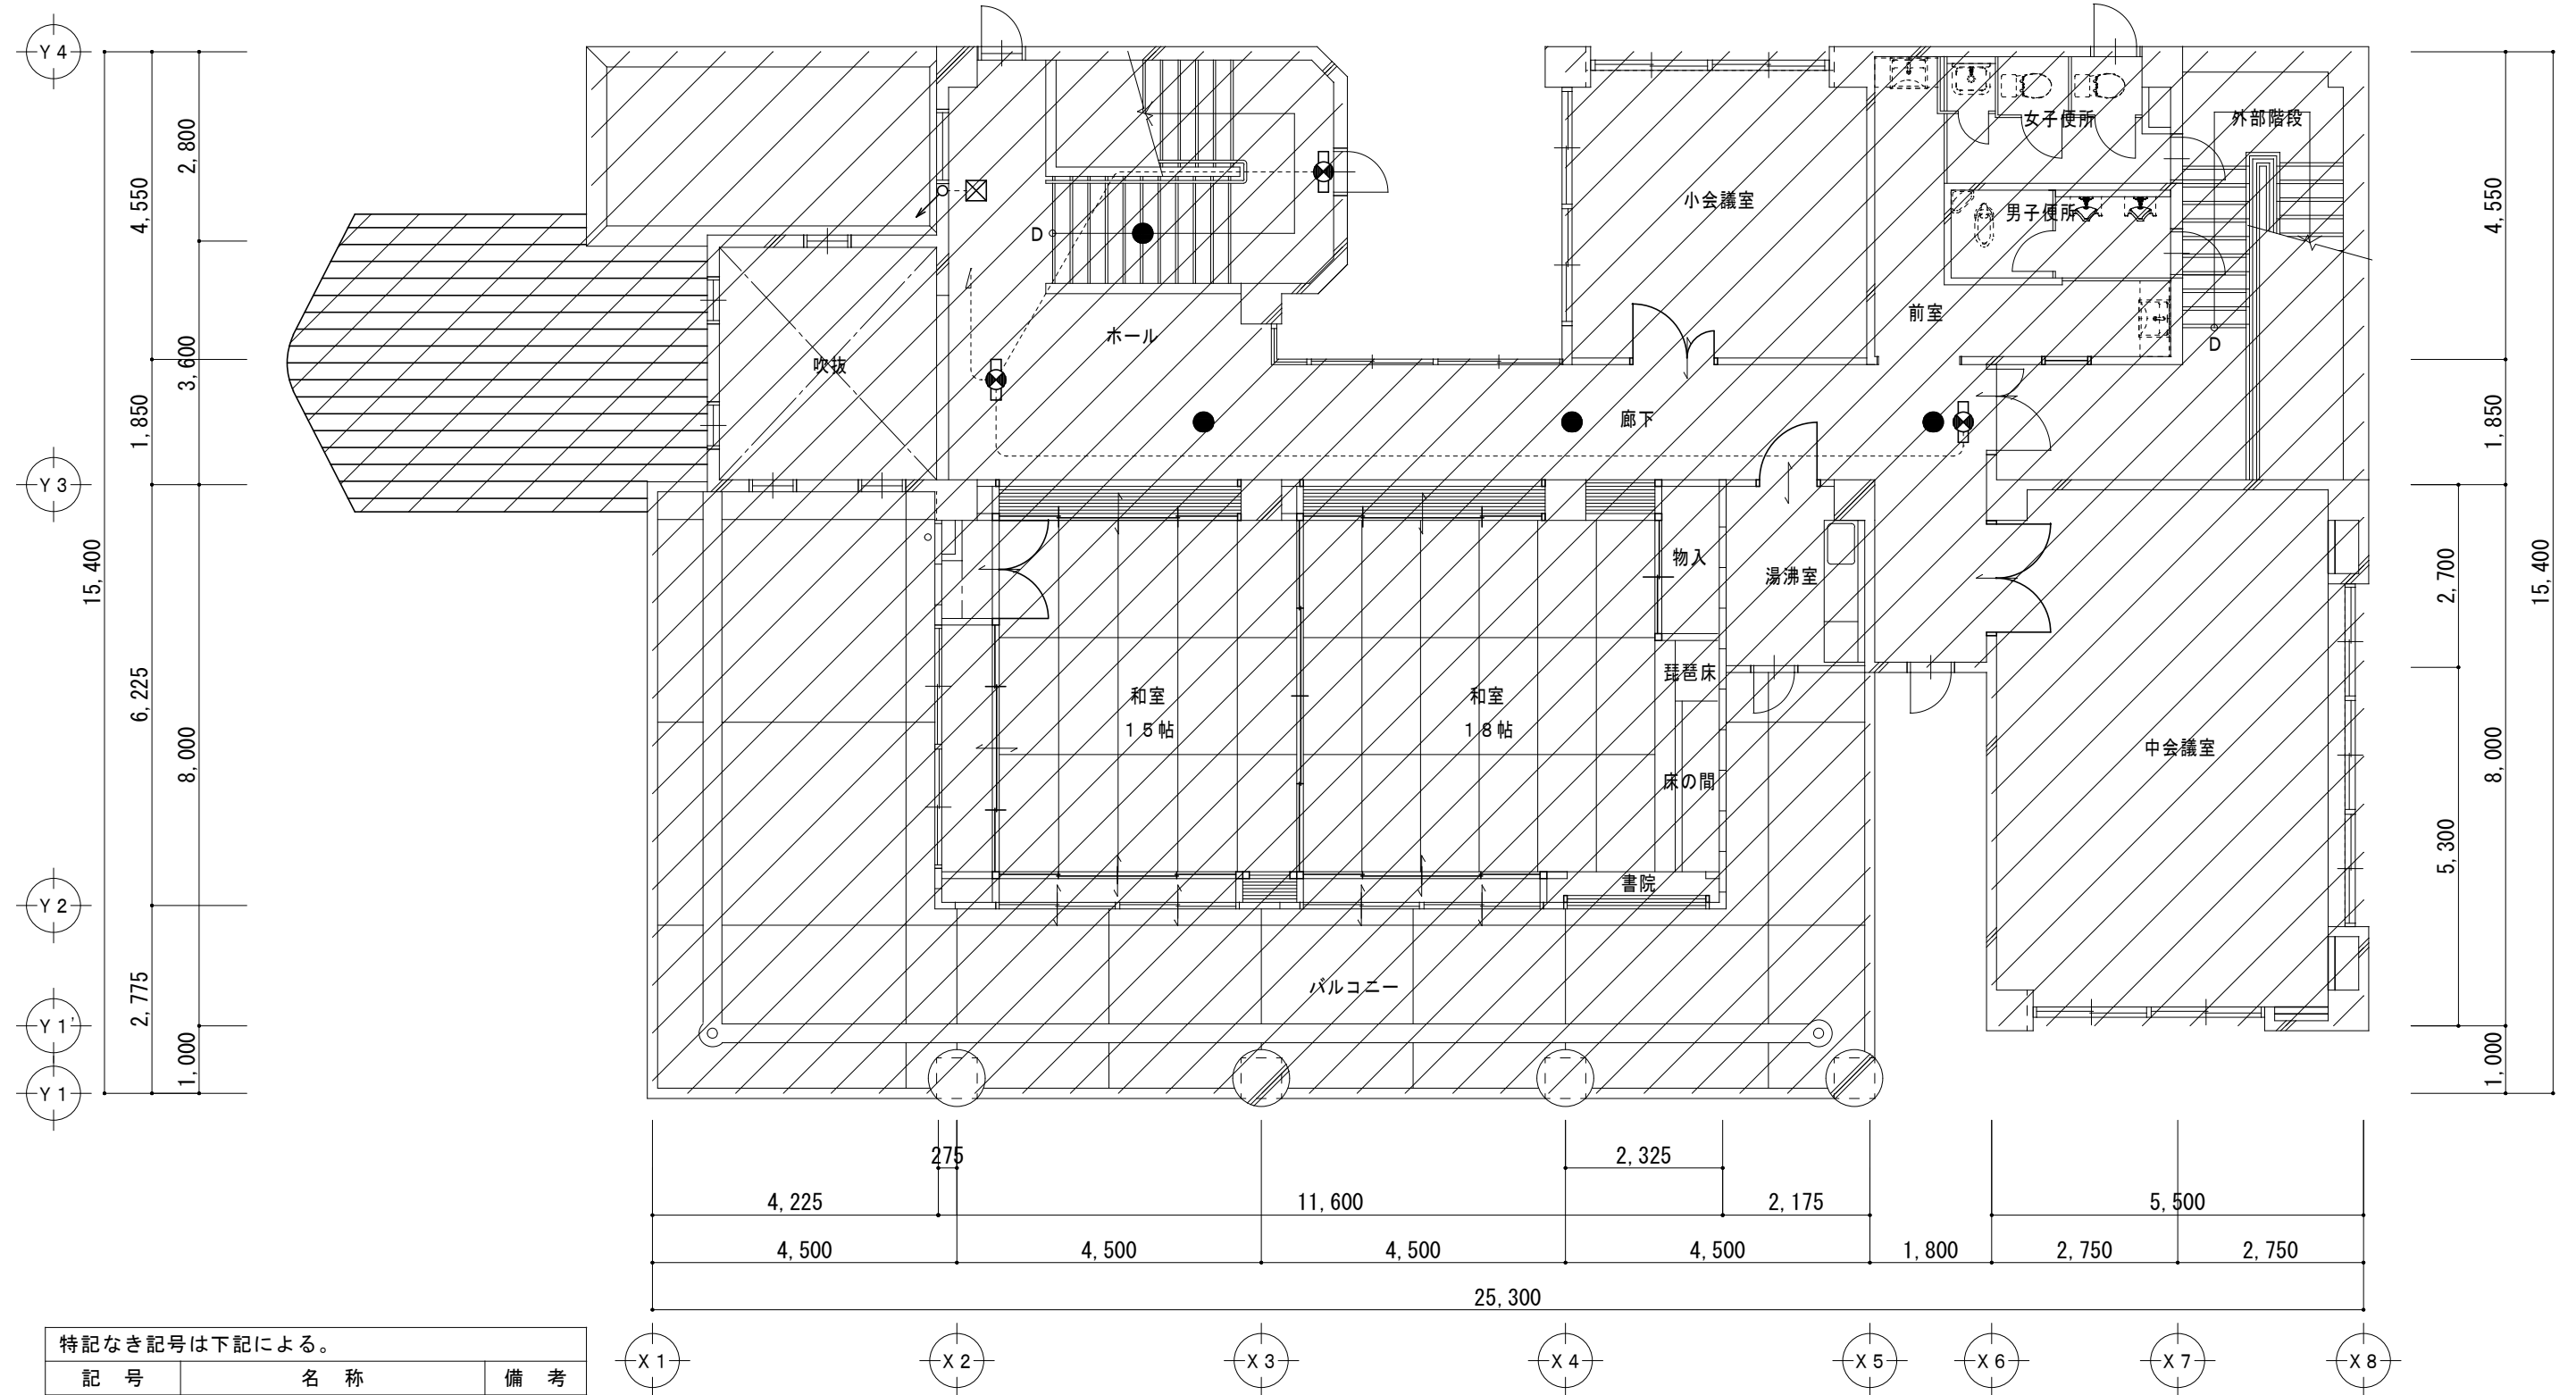 Y4
Y3
Y2
Y1'
Y1
15,400
4,550
1,850
6,225
2,775
2,800
3,600
8,000
1,000
吹抜
ホール
D
小会議室
女子便所
男子便所
外部階段
前室
D
廊下
物入
湯沸室
琵琶床
床の間
書院
和室
15帖
和室
18帖
中会議室
バルコニー
4,550
1,850
2,700
5,300
8,000
1,000
15,400
275
2,325
4,225
11,600
2,175
5,500
4,500
4,500
4,500
4,500
1,800
2,750
2,750
25,300
X1
X2
X3
X4
X5
X6
X7
X8
特記なき記号は下記による。
記号 名称 備考